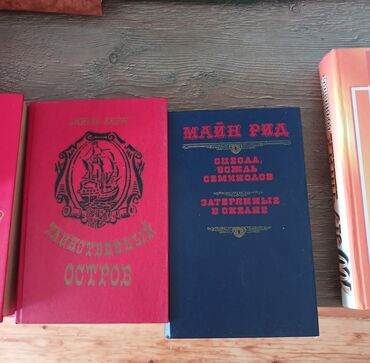 ЖЮЛЬ ВЕРН
ТАИНСТВЕННЫЙ
ОСТРОВ
МАЙН РИД
ОЦЕОЛА,
ВОЖДЬ
СЕМИНОЛОВ
ЗАТЕРЯННЫЕ
В ОКЕАНЕ